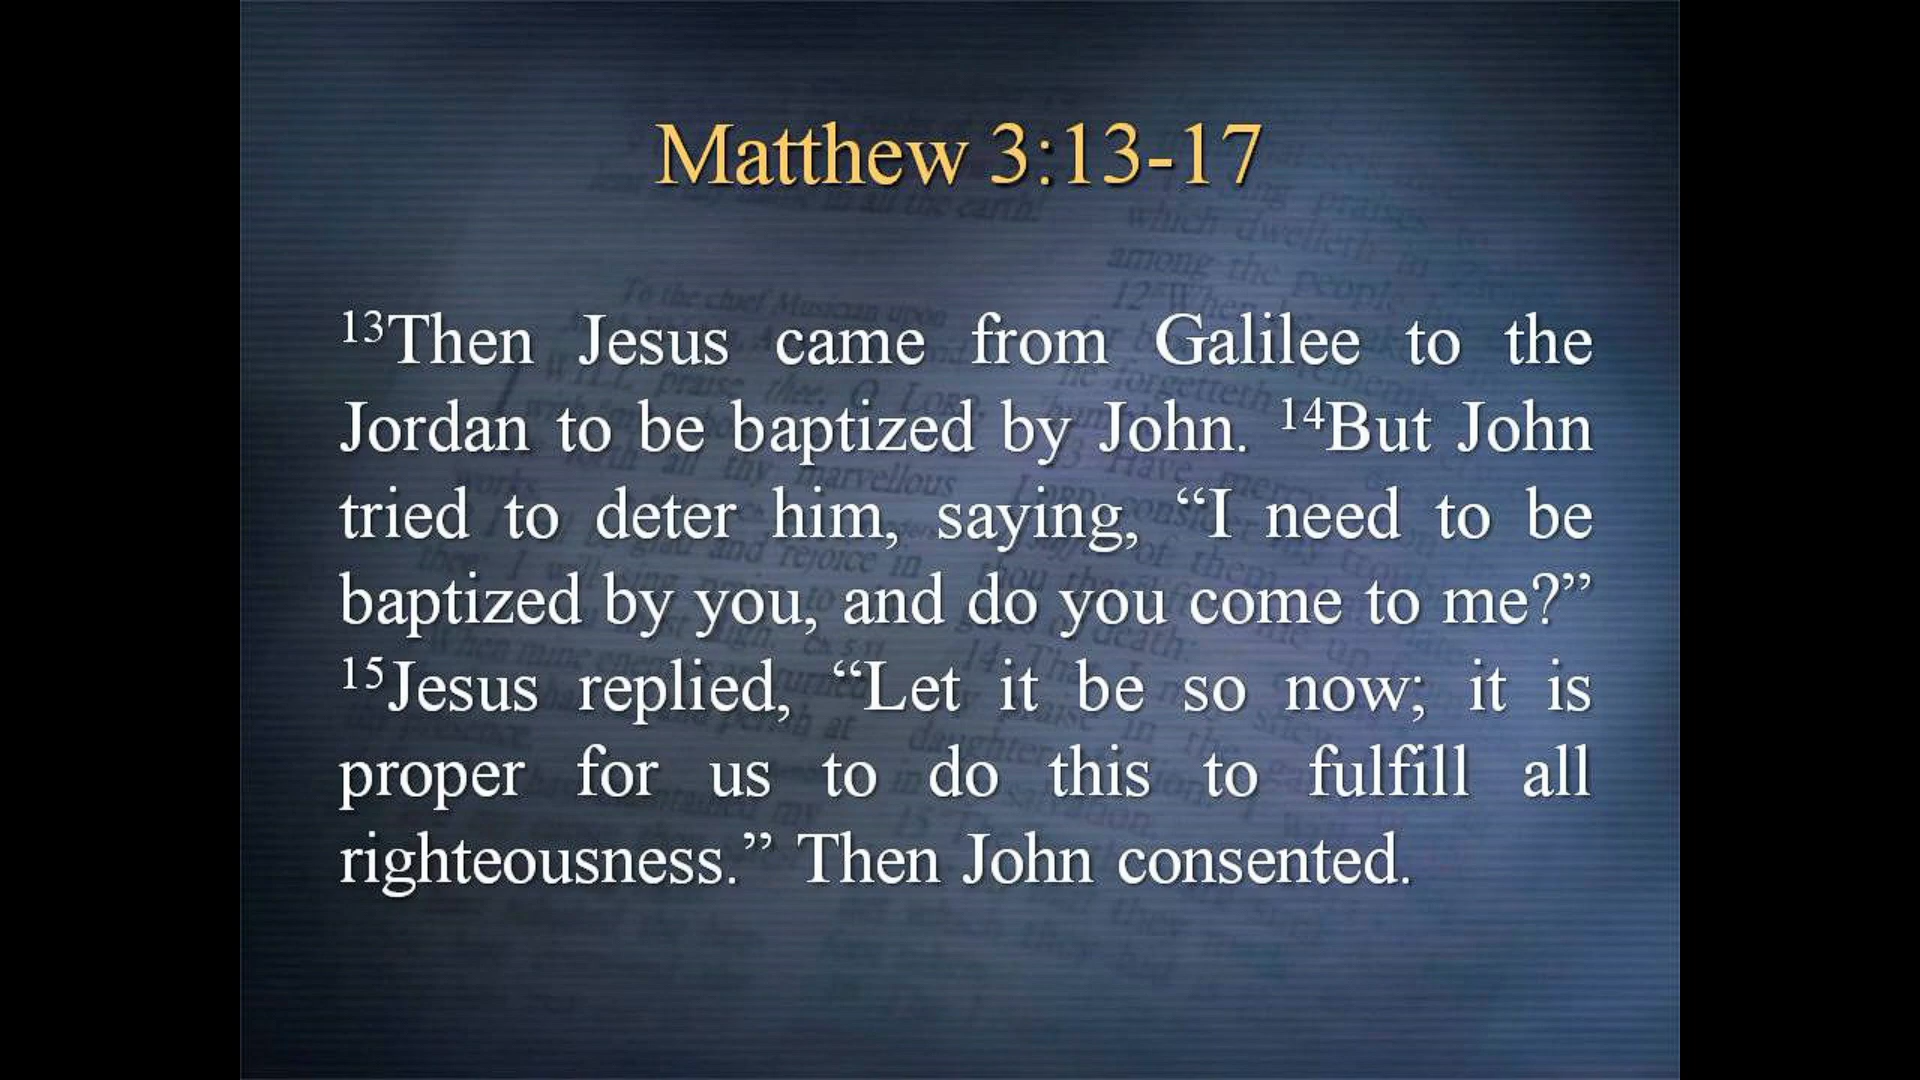 Matthew 3:13-17
13Then Jesus came from Galilee to the
Jordan to be baptized by John. 14But John
tried to deter him, saying, “I need to be
baptized by you, and do you come to me?”
15Jesus replied, “Let it be so now; it is
proper for us to do this to fulfill all
righteousness.” Then John consented.